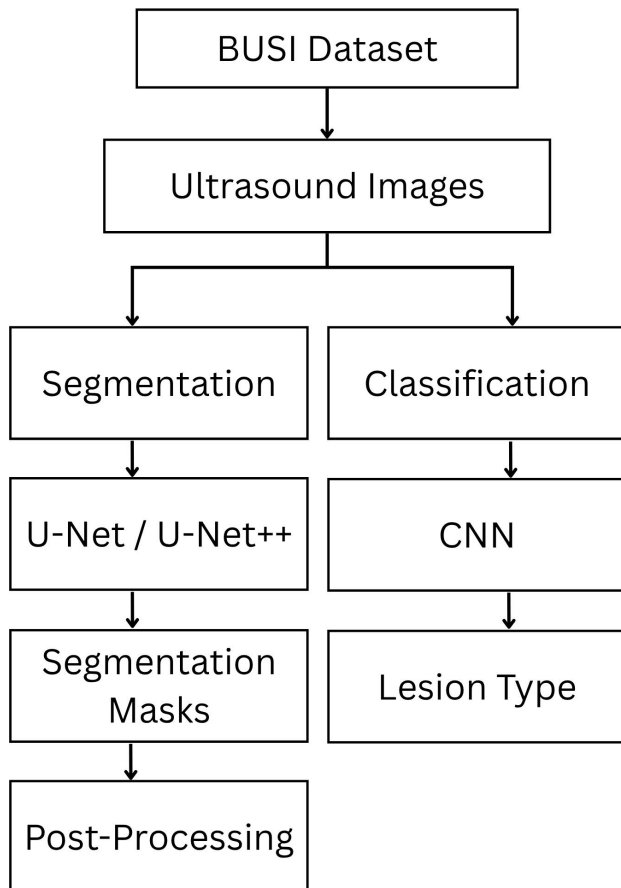 BUSI Dataset
Ultrasound Images
Segmentation
Classification
U-Net / U-Net++
CNN
Segmentation
Masks
Lesion Type
Post-Processing